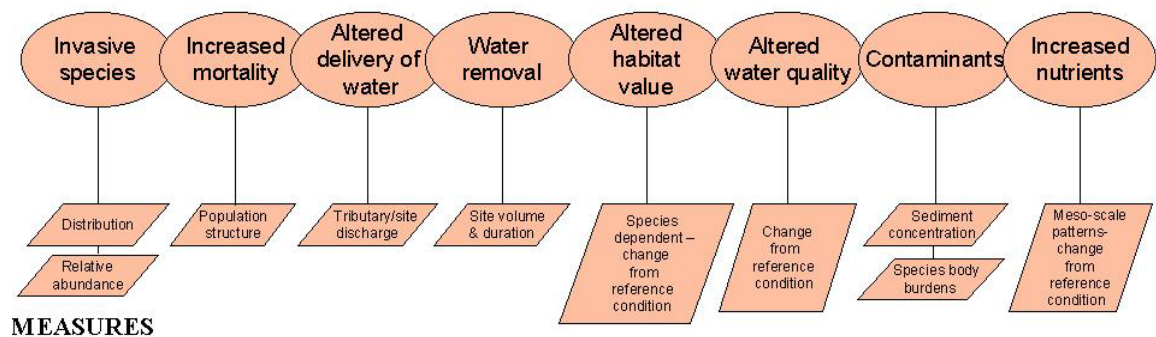 Invasive
species
Increased
mortality
Altered
delivery of
water
Water
removal
Altered
habitat
value
Altered
water quality
Contaminants
Increased
nutrients
Distribution
Relative
abundance
Population
structure
Tributary/site
discharge
Site volume
& duration
Species
dependent –
change
from
reference
condition
Change
from
reference
condition
Sediment
concentration
Species body
burdens
Meso-scale
patterns-
change
from
reference
condition
MEASURES